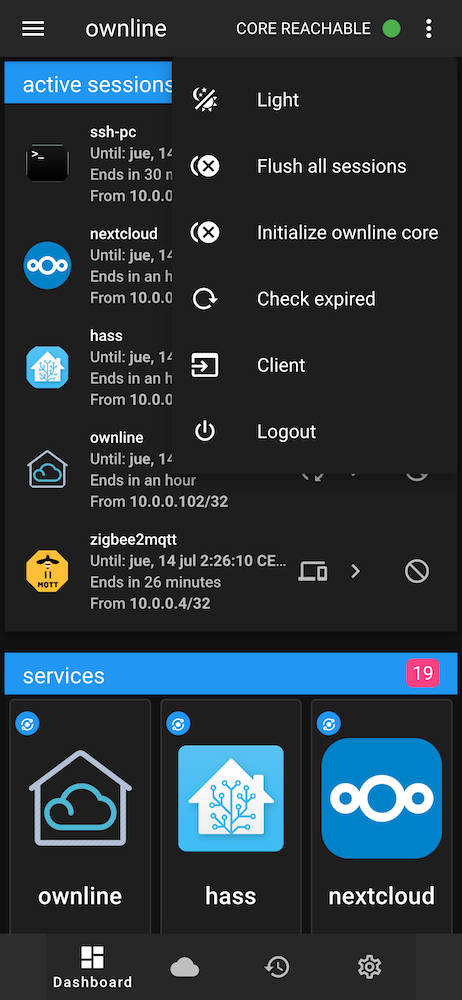 ownline CORE REACHABLE
Light
Flush all sessions
Initialize ownline core
Check expired
Client
Logout
active sessions
ssh-pc
Until: jue, 14
Ends in 30 m
From 10.0.0
nextcloud
Until: jue, 14
Ends in an h
From 10.0.0
hass
Until: jue, 14
Ends in an h
From 10.0.0
ownline
Until: jue, 14
Ends in an hour
From 10.0.0.102/32
zigbee2mqtt
Until: jue, 14 jul 2:26:10 CE...
Ends in 26 minutes
From 10.0.0.4/32
MQTT
services 19
ownline hass nextcloud
Dashboard